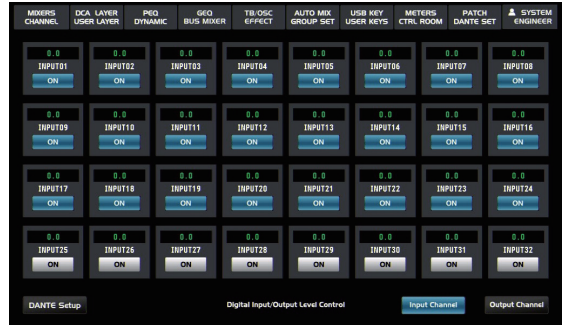 MIXERS DCA LAYER PEQ GEQ TB/OSC AUTO MIX USB KEY METERS PATCH SYSTEM
CHANNEL USER LAYER DYNAMIC BUS MIXER EFFECT GROUP SET USER KEYS CTRL ROOM DANTE SET ENGINEER
0.0 0.0 0.0 0.0 0.0 0.0 0.0 0.0
INPUT01 INPUT02 INPUT03 INPUT04 INPUT05 INPUT06 INPUT07 INPUT08
ON ON ON ON ON ON ON ON
0.0 0.0 0.0 0.0 0.0 0.0 0.0 0.0
INPUT09 INPUT10 INPUT11 INPUT12 INPUT13 INPUT14 INPUT15 INPUT16
ON ON ON ON ON ON ON ON
0.0 0.0 0.0 0.0 0.0 0.0 0.0 0.0
INPUT17 INPUT18 INPUT19 INPUT20 INPUT21 INPUT22 INPUT23 INPUT24
ON ON ON ON ON ON ON ON
0.0 0.0 0.0 0.0 0.0 0.0 0.0 0.0
INPUT25 INPUT26 INPUT27 INPUT28 INPUT29 INPUT30 INPUT31 INPUT32
ON ON ON ON ON ON ON ON
DANTE Setup Digital Input/Output Level Control Input Channel Output Channel